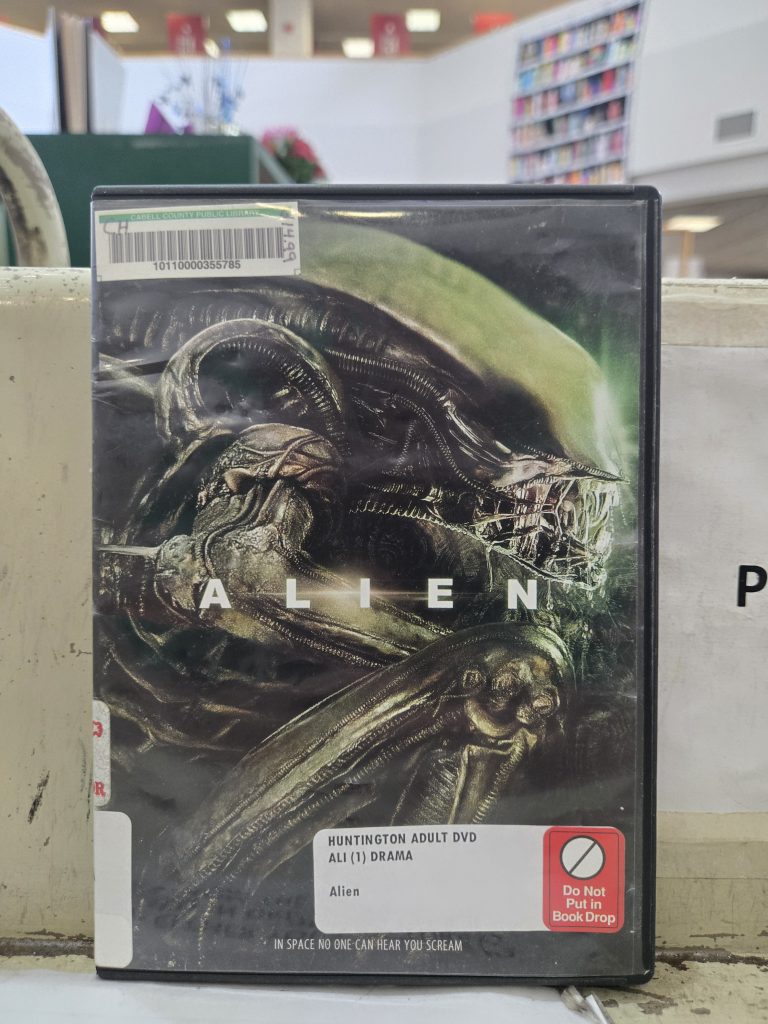 CABELL COUNTY PUBLIC LIBRARY
CH
14.99
10110000355785
ALIEN
3
R
HUNTINGTON ADULT DVD
ALI (1) DRAMA
Alien
Do Not
Put in
Book Drop
IN SPACE NO ONE CAN HEAR YOU SCREAM
P